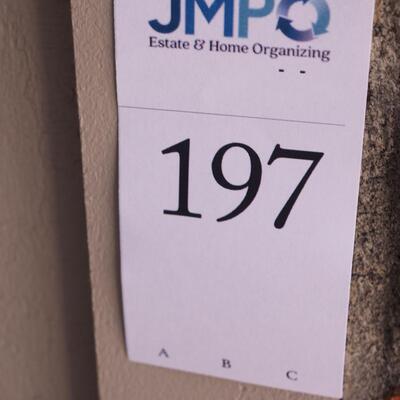 JMPO
Estate & Home Organizing
- -
197
A B C